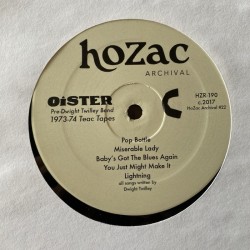 hozac
ARCHIVAL
OiSTER
Pre-Dwight Twilley Band
1973-74 Teac Tapes
HZR-190
c.2017
HoZac Archival #22
C
Pop Bottle
Miserable Lady
Baby's Got The Blues Again
You Just Might Make It
Lightning
all songs written by
Dwight Twilley